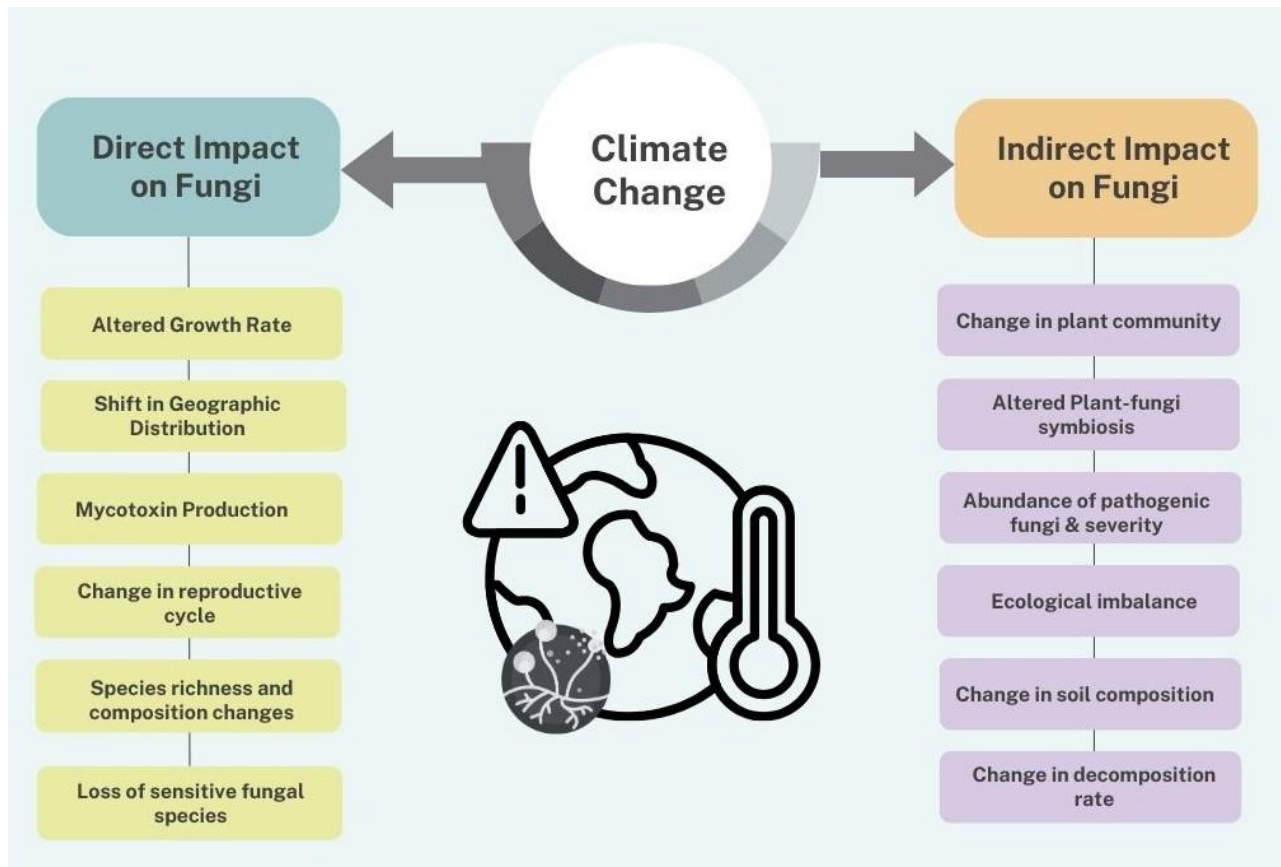 Climate
Change
Direct Impact
on Fungi
Altered Growth Rate
Shift in Geographic
Distribution
Mycotoxin Production
Change in reproductive
cycle
Species richness and
composition changes
Loss of sensitive fungal
species
Indirect Impact
on Fungi
Change in plant community
Altered Plant-fungi
symbiosis
Abundance of pathogenic
fungi & severity
Ecological imbalance
Change in soil composition
Change in decomposition
rate